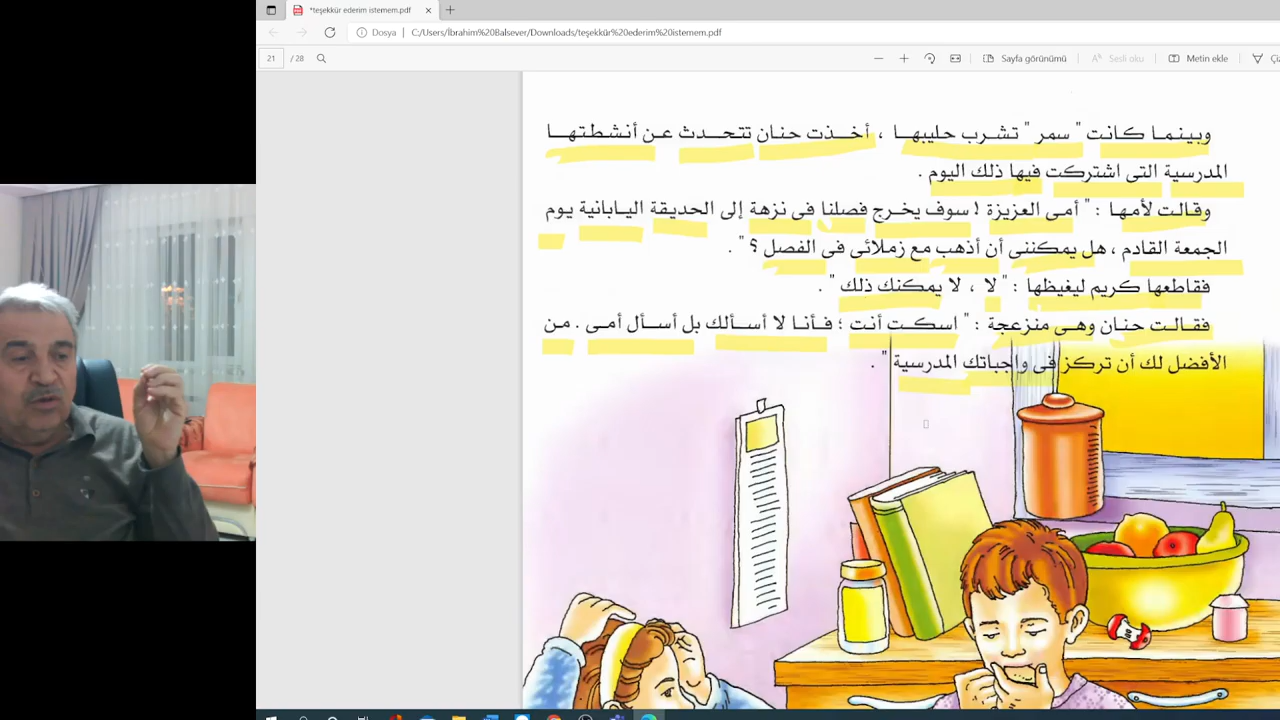 *teşekkür ederim istemem.pdf
Dosya
C:/Users/İbrahim%20Balsever/Downloads/teşekkür%20ederim%20istemem.pdf
21 / 28
Sayfa görünümü
Sesli oku
Metin ekle
وبينما كانت " سمر " تشرب حليبها ، أخذت حنان تتحدث عن أنشطتها
المدرسية التى اشتركت فيها ذلك اليوم .
وقالت لأمها : " أمى العزيزة ! سوف يخرج فصلنا فى نزهة إلى الحديقة اليابانية يوم
الجمعة القادم ، هل يمكننى أن أذهب مع زملائى فى الفصل ؟ " .
فقاطعها كريم ليغيظها : " لا ، لا يمكنك ذلك " .
فقالت حنان وهى منزعجة : " اسكت أنت ؛ فأنا لا أسألك بل أسأل أمى . من
الأفضل لك أن تركز فى واجباتك المدرسية " .